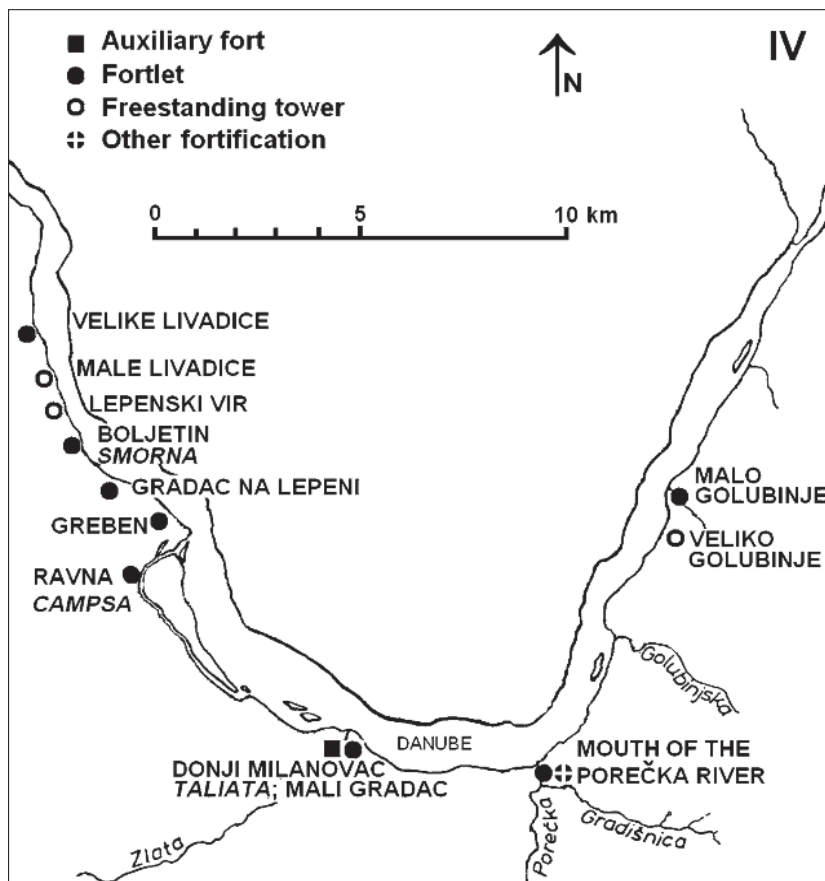 IV
Auxiliary fort
Fortlet
Freestanding tower
Other fortification
N
0 5 10 km
VELIKE LIVADICE
MALE LIVADICE
LEPENSKI VIR
BOLJETIN
SMORNA
GRADAC NA LEPENI
GREBEN
RAVNA
CAMPSA
MALO
GOLUBINJE
VELIKO
GOLUBINJE
Golubinjska
DANUBE
DONJI MILANOVAC
TALIATA; MALI GRADAC
MOUTH OF THE
POREČKA RIVER
Zlata
Porečka
Gradišnica